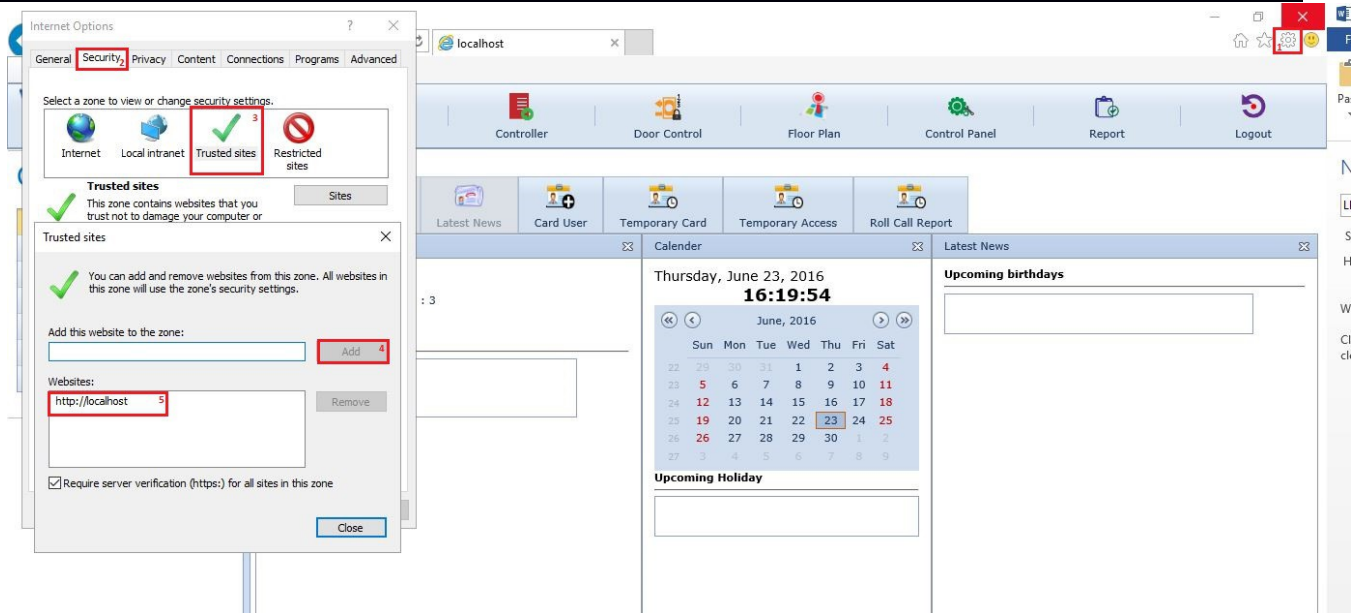 Internet Options
?
General Security 2 Privacy Content Connections Programs Advanced
Select a zone to view or change security settings.
3
Internet Local intranet Trusted sites Restricted sites
Trusted sites
This zone contains websites that you
trust not to damage your computer or
Sites
Trusted sites
You can add and remove websites from this zone. All websites in
this zone will use the zone's security settings.
Add this website to the zone:
Add 4
Websites:
http://localhost 5
Remove
Require server verification (https:) for all sites in this zone
Close
localhost
1
Controller Door Control Floor Plan Control Panel Report Logout
Latest News Card User Temporary Card Temporary Access Roll Call Report
: 3
Calender
Thursday, June 23, 2016
16:19:54
June, 2016
Sun Mon Tue Wed Thu Fri Sat
22 29 30 31 1 2 3 4
23 5 6 7 8 9 10 11
24 12 13 14 15 16 17 18
25 19 20 21 22 23 24 25
26 26 27 28 29 30 1 2
27 3 4 5 6 7 8 9
Upcoming Holiday
Latest News
Upcoming birthdays